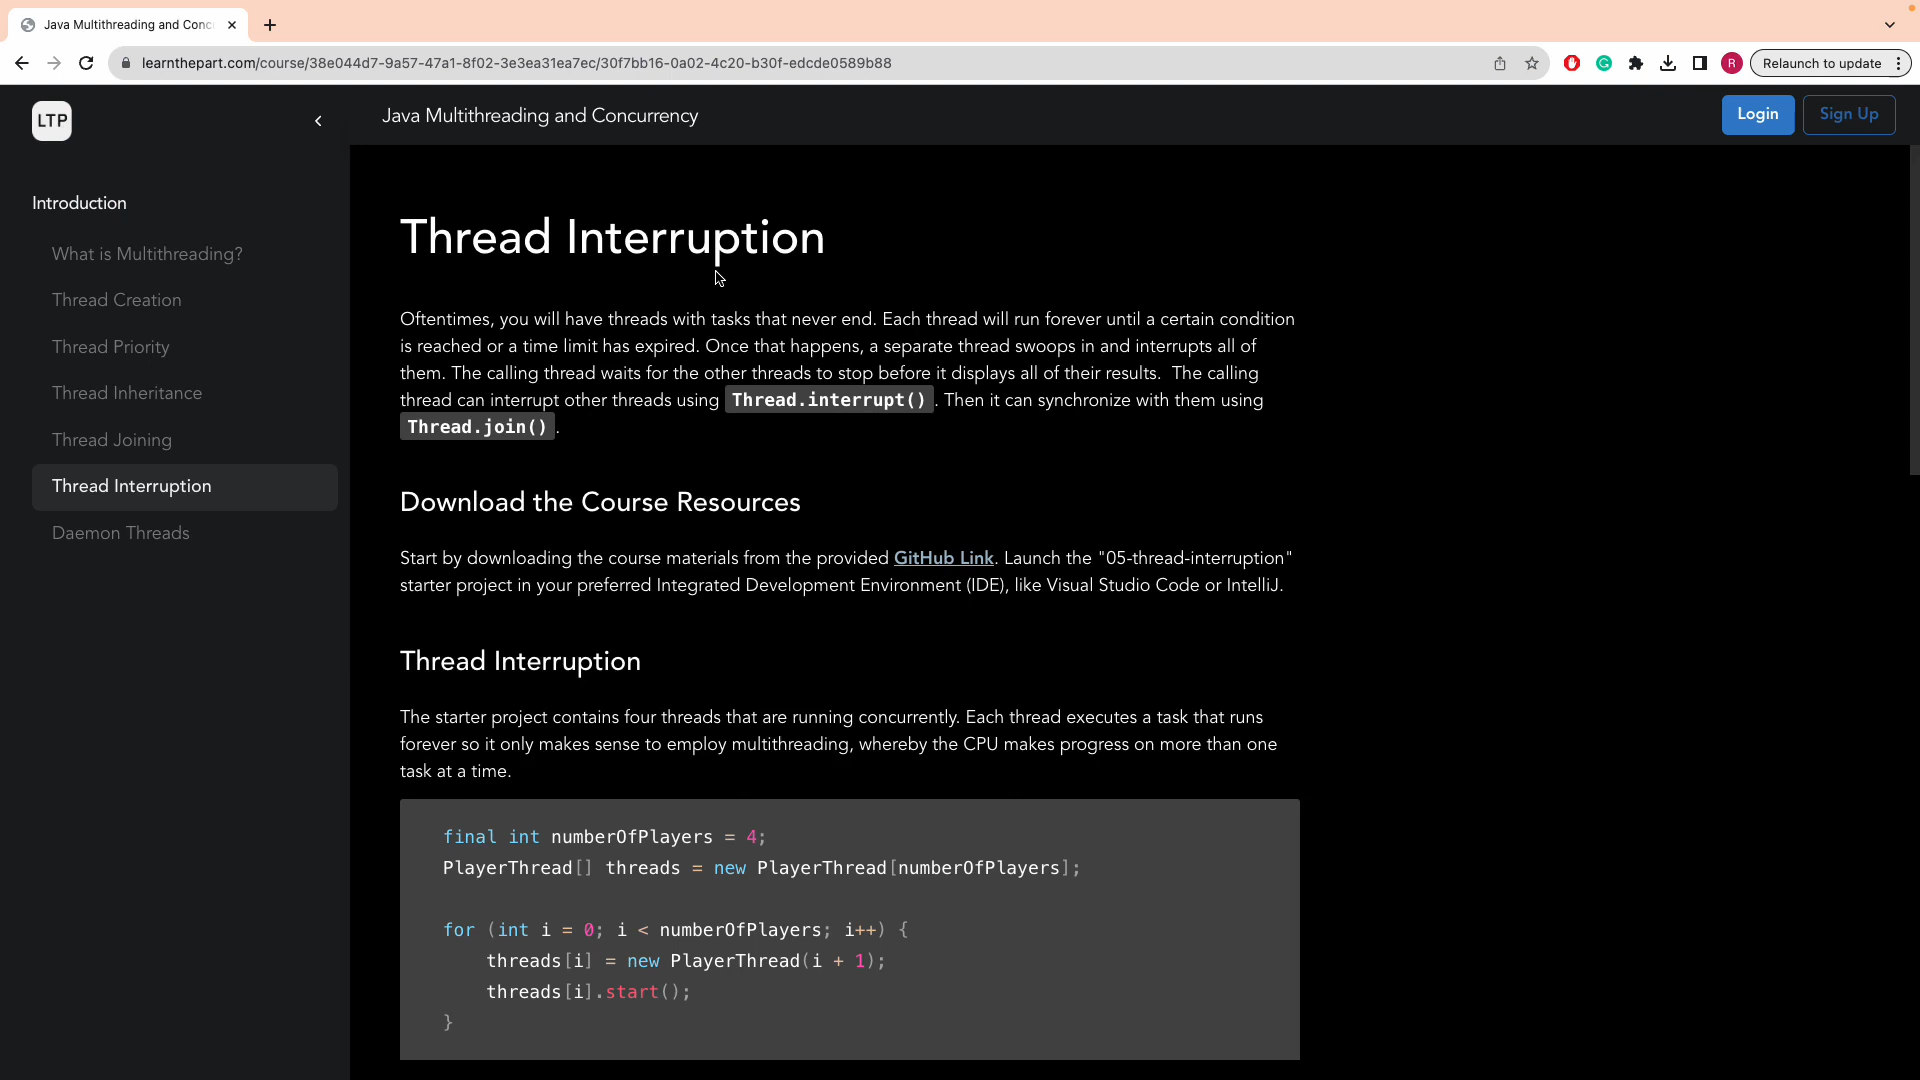 Java Multithreading and Conc
learnthepart.com/course/38e044d7-9a57-47a1-8f02-3e3ea31ea7ec/30f7bb16-0a02-4c20-b30f-edcde0589b88
R
Relaunch to update
LTP
Java Multithreading and Concurrency
Login
Sign Up
Introduction
What is Multithreading?
Thread Creation
Thread Priority
Thread Inheritance
Thread Joining
Thread Interruption
Daemon Threads
Thread Interruption
Oftentimes, you will have threads with tasks that never end. Each thread will run forever until a certain condition
is reached or a time limit has expired. Once that happens, a separate thread swoops in and interrupts all of
them. The calling thread waits for the other threads to stop before it displays all of their results. The calling
thread can interrupt other threads using Thread.interrupt(). Then it can synchronize with them using
Thread.join().
Download the Course Resources
Start by downloading the course materials from the provided GitHub Link. Launch the "05-thread-interruption"
starter project in your preferred Integrated Development Environment (IDE), like Visual Studio Code or IntelliJ.
Thread Interruption
The starter project contains four threads that are running concurrently. Each thread executes a task that runs
forever so it only makes sense to employ multithreading, whereby the CPU makes progress on more than one
task at a time.
final int numberOfPlayers = 4;
PlayerThread[] threads = new PlayerThread[numberOfPlayers];
for (int i = 0; i < numberOfPlayers; i++) {
threads[i] = new PlayerThread(i + 1);
threads[i].start();
}